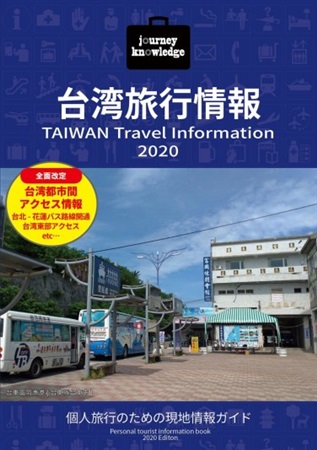 journey
knowledge
台湾旅行情報
TAIWAN Travel Information
2020
全面改定
台湾都市間
アクセス情報
台北・花蓮バス路線開通
台湾東部アクセス
etc…
個人旅行のための現地情報ガイド
Personal tourist information book
2020 Editon